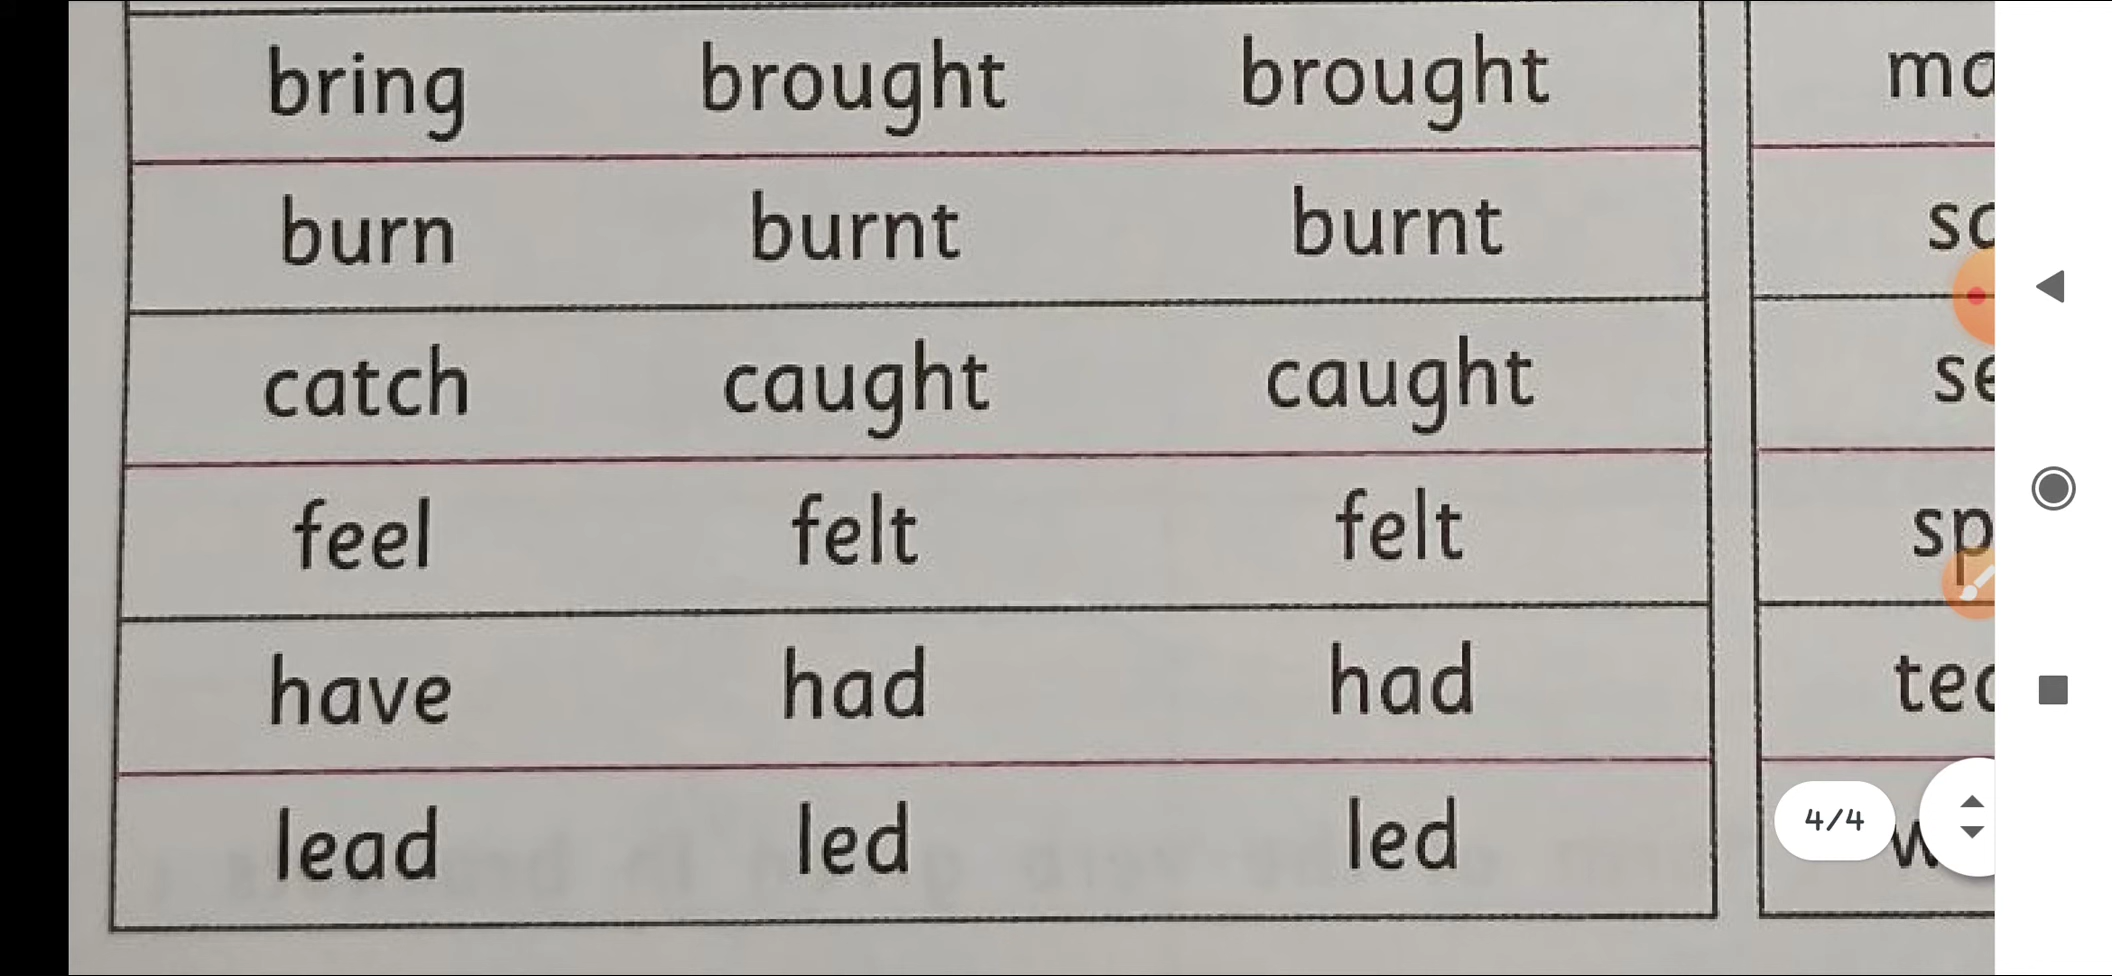 bring brought brought
burn burnt burnt
catch caught caught
feel felt felt
have had had
lead led led
4/4